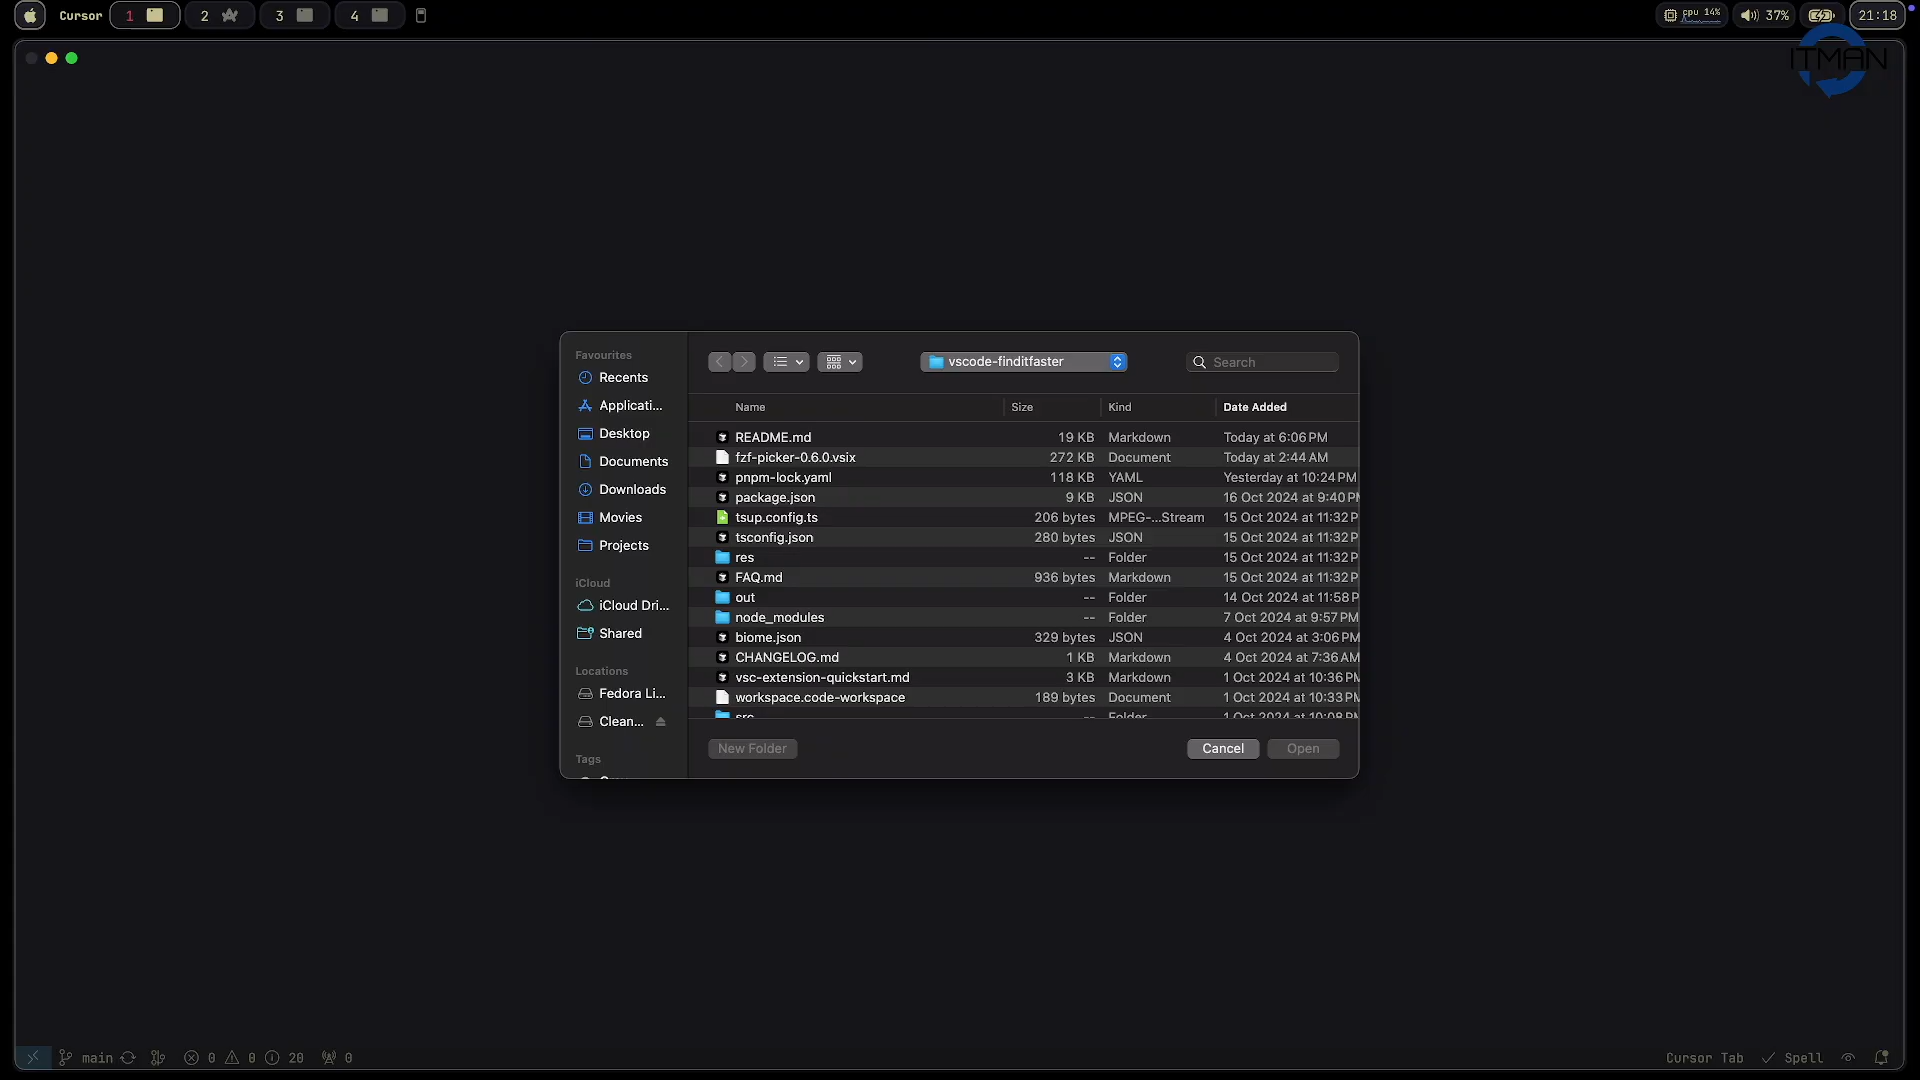 Cursor 1 2 3 4 cpu 14% 37% 21:18
ITMAN
Favourites
Recents
Applicati...
Desktop
Documents
Downloads
Movies
Projects
iCloud
iCloud Dri...
Shared
Locations
Fedora Li...
Clean...
Tags
vscode-finditfaster
Search
Name Size Kind Date Added
README.md 19 KB Markdown Today at 6:06 PM
fzf-picker-0.6.0.vsix 272 KB Document Today at 2:44 AM
pnpm-lock.yaml 118 KB YAML Yesterday at 10:24 PM
package.json 9 KB JSON 16 Oct 2024 at 9:40 PM
tsup.config.ts 206 bytes MPEG-...Stream 15 Oct 2024 at 11:32 P
tsconfig.json 280 bytes JSON 15 Oct 2024 at 11:32 P
res -- Folder 15 Oct 2024 at 11:32 P
FAQ.md 936 bytes Markdown 15 Oct 2024 at 11:32 P
out -- Folder 14 Oct 2024 at 11:58 P
node_modules -- Folder 7 Oct 2024 at 9:57 PM
biome.json 329 bytes JSON 4 Oct 2024 at 3:06 PM
CHANGELOG.md 1 KB Markdown 4 Oct 2024 at 7:36 AM
vsc-extension-quickstart.md 3 KB Markdown 1 Oct 2024 at 10:36 PM
workspace.code-workspace 189 bytes Document 1 Oct 2024 at 10:33 PM
src -- Folder 1 Oct 2024 at 10:08 PM
New Folder Cancel Open
main 0 0 20 0 Cursor Tab Spell